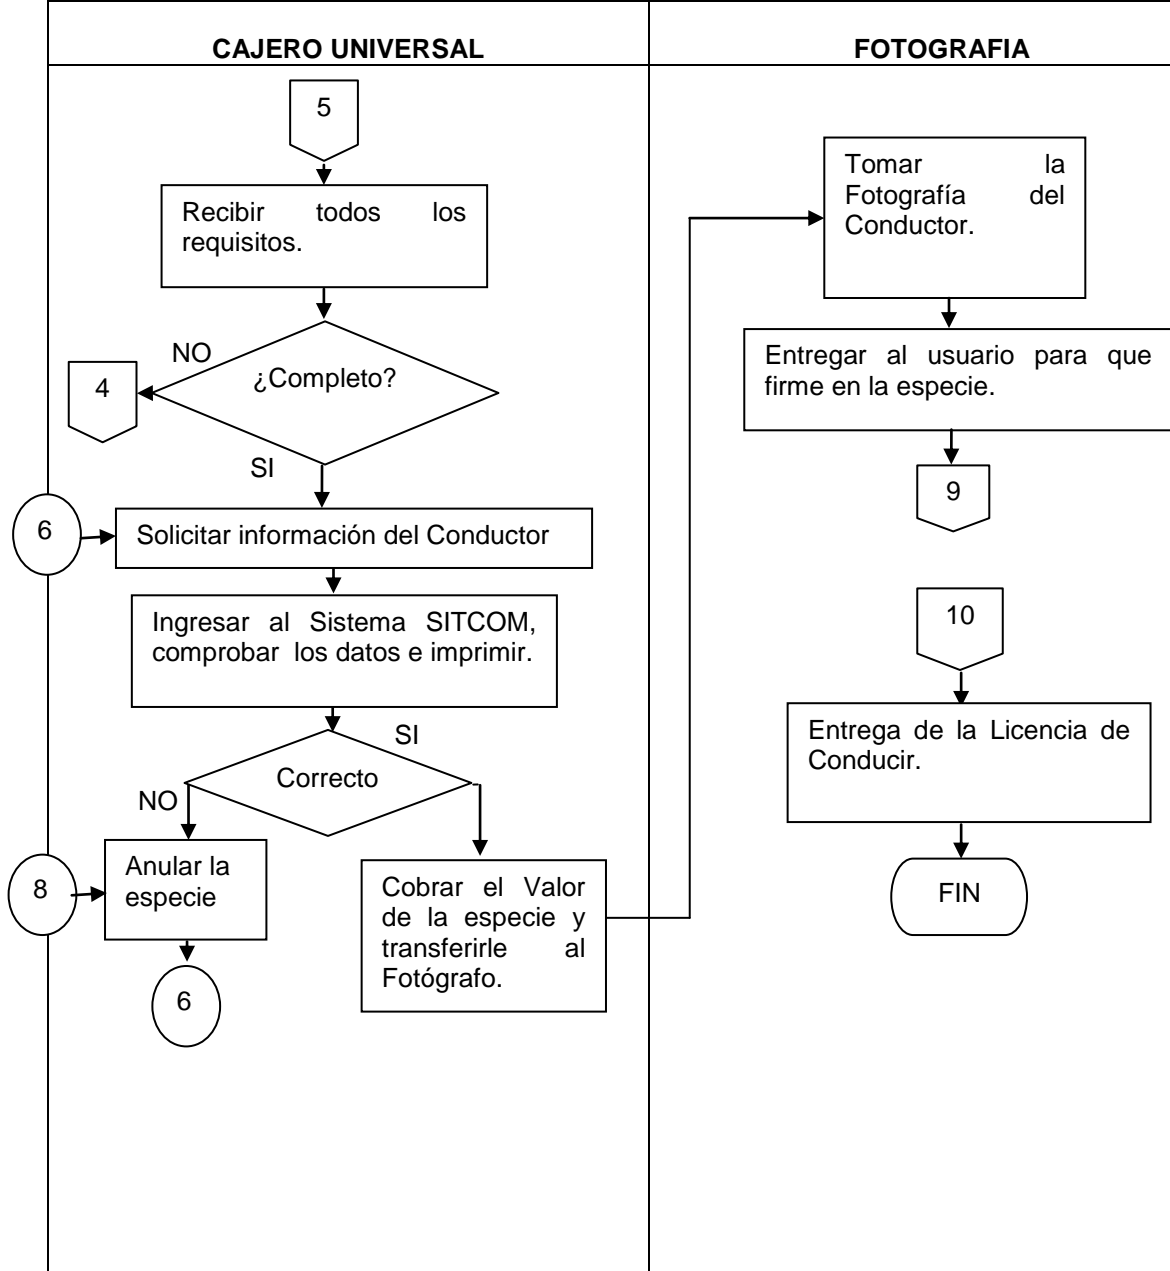 CAJERO UNIVERSAL
5
Recibir todos los
requisitos.
NO
¿Completo?
4
SI
6
Solicitar información del Conductor
Ingresar al Sistema SITCOM,
comprobar los datos e imprimir.
SI
Correcto
NO
8
Anular la
especie
6
Cobrar el Valor
de la especie y
transferirle al
Fotógrafo.
FOTOGRAFIA
Tomar la
Fotografía del
Conductor.
Entregar al usuario para que
firme en la especie.
9
10
Entrega de la Licencia de
Conducir.
FIN